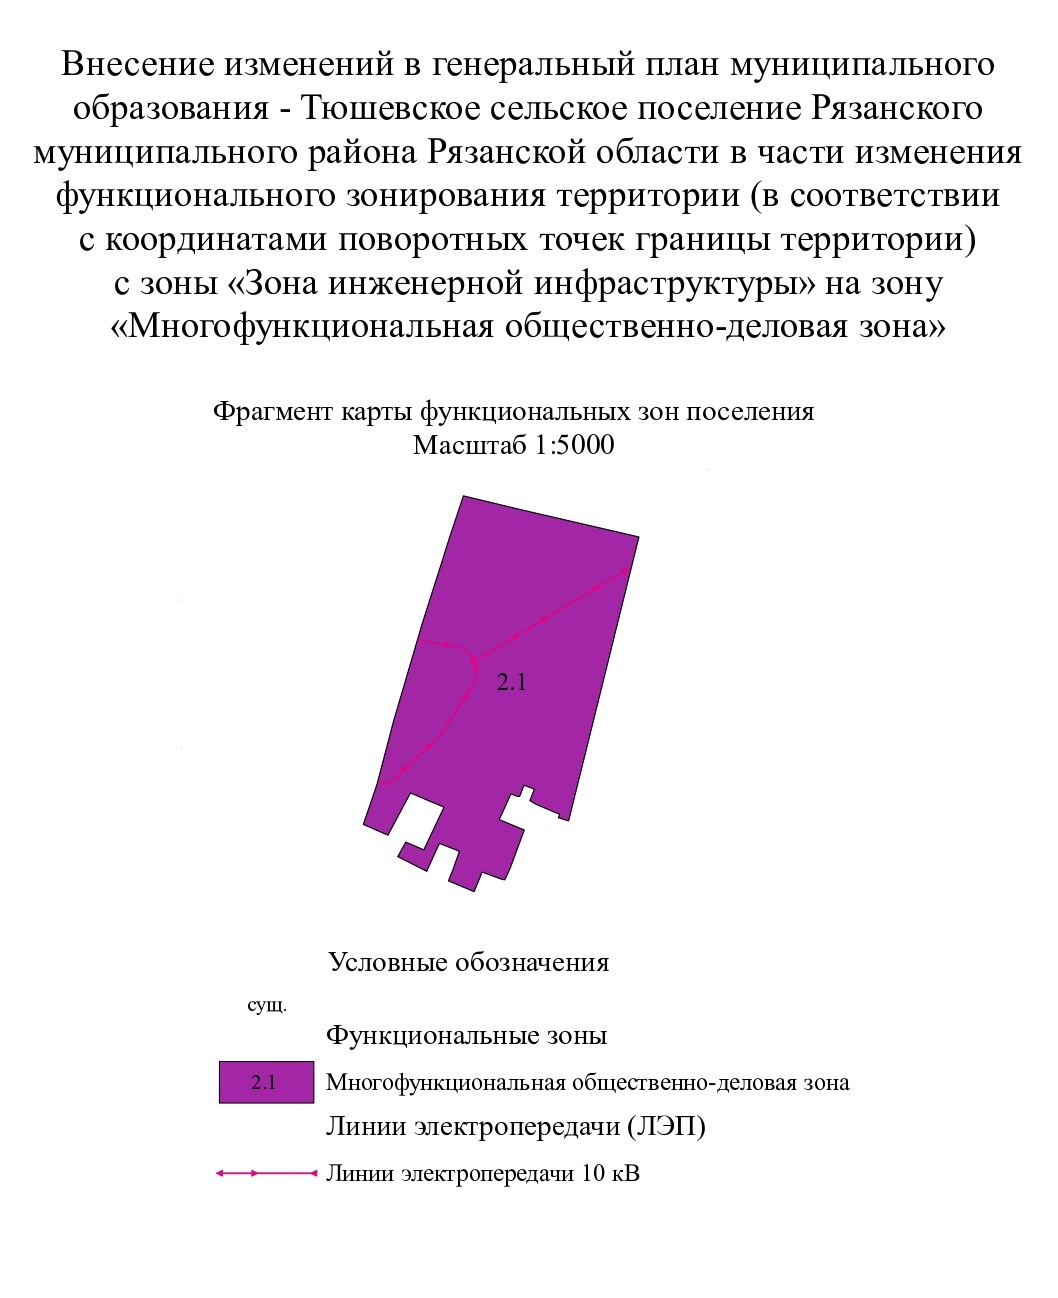 Внесение изменений в генеральный план муниципального
образования - Тюшевское сельское поселение Рязанского
муниципального района Рязанской области в части изменения
функционального зонирования территории (в соответствии
с координатами поворотных точек границы территории)
с зоны «Зона инженерной инфраструктуры» на зону
«Многофункциональная общественно-деловая зона»
Фрагмент карты функциональных зон поселения
Масштаб 1:5000
2.1
Условные обозначения
сущ.
Функциональные зоны
2.1 Многофункциональная общественно-деловая зона
Линии электропередачи (ЛЭП)
Линии электропередачи 10 кВ